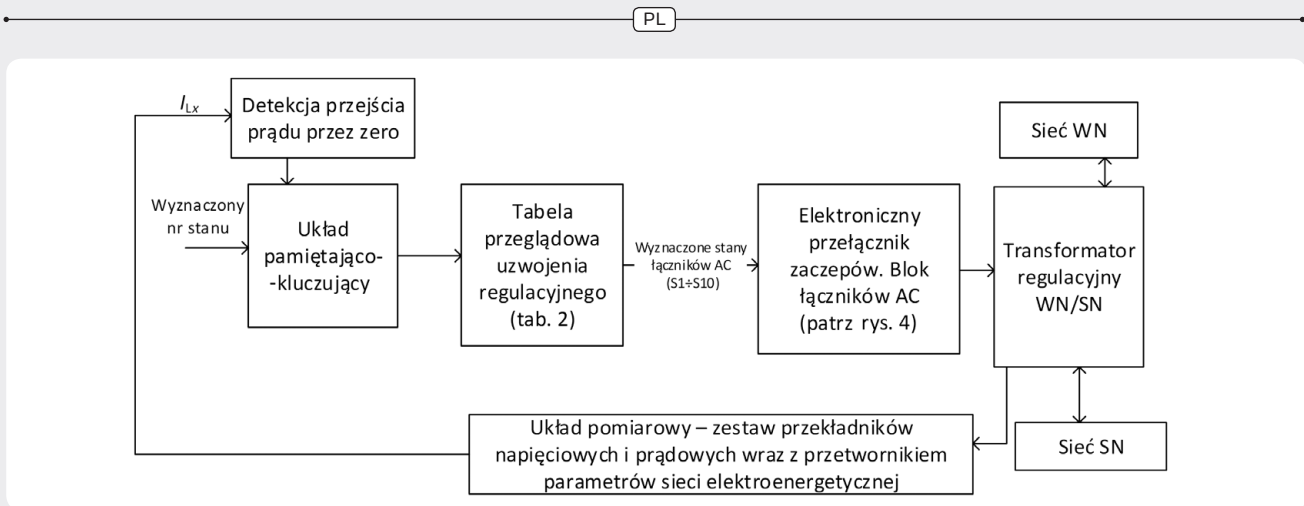 PL
I_Lx
Detekcja przejścia
prądu przez zero
Sieć WN
Wyznaczony
nr stanu
Układ
pamiętająco-
-kluczujący
Tabela
przeglądowa
uzwojenia
regulacyjnego
(tab. 2)
Wyznaczone stany
łączników AC
(S1÷S10)
Elektroniczny
przełącznik
zaczepów. Blok
łączników AC
(patrz rys. 4)
Transformator
regulacyjny
WN/SN
Układ pomiarowy – zestaw przekładników
napięciowych i prądowych wraz z przetwornikiem
parametrów sieci elektroenergetycznej
Sieć SN